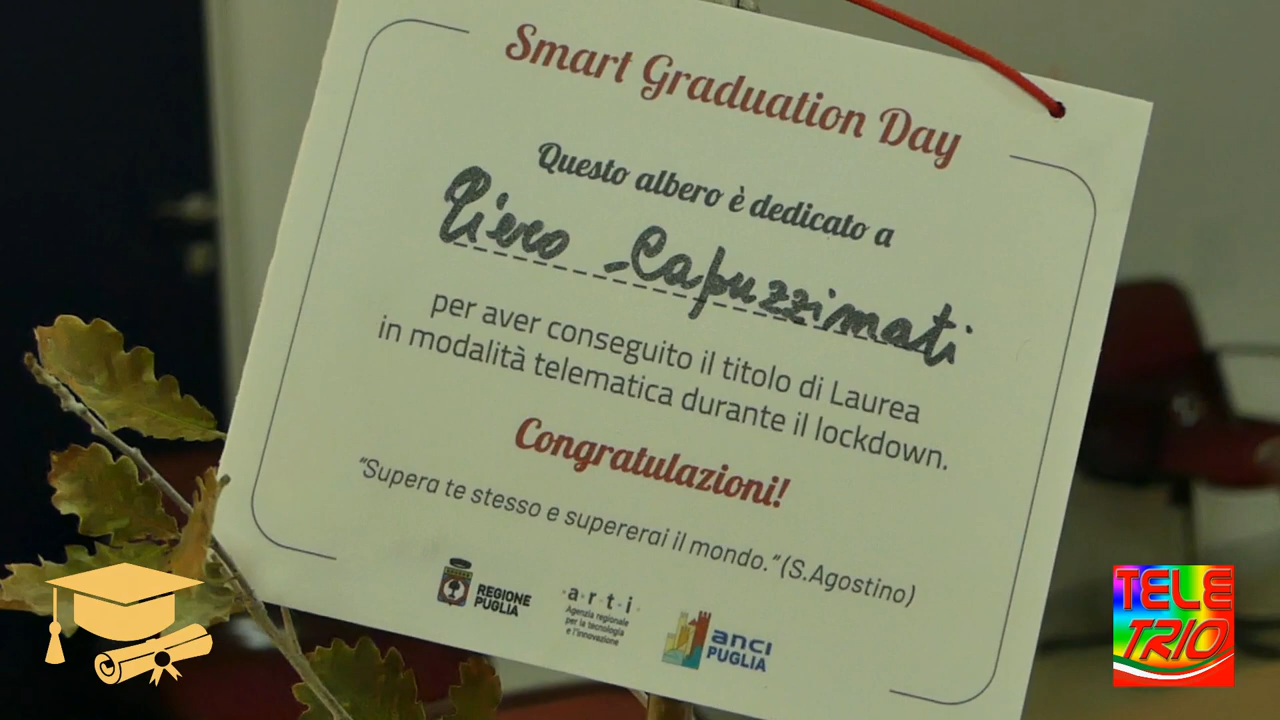 Smart Graduation Day
Questo albero è dedicato a
Piero Capuzzimati
per aver conseguito il titolo di Laurea
in modalità telematica durante il lockdown.
Congratulazioni!
"Supera te stesso e supererai il mondo." (S.Agostino)
REGIONE
PUGLIA
a·r·t·i·
Agenzia regionale
per la tecnologia
e l'innovazione
anci
PUGLIA
TELE
TRIO